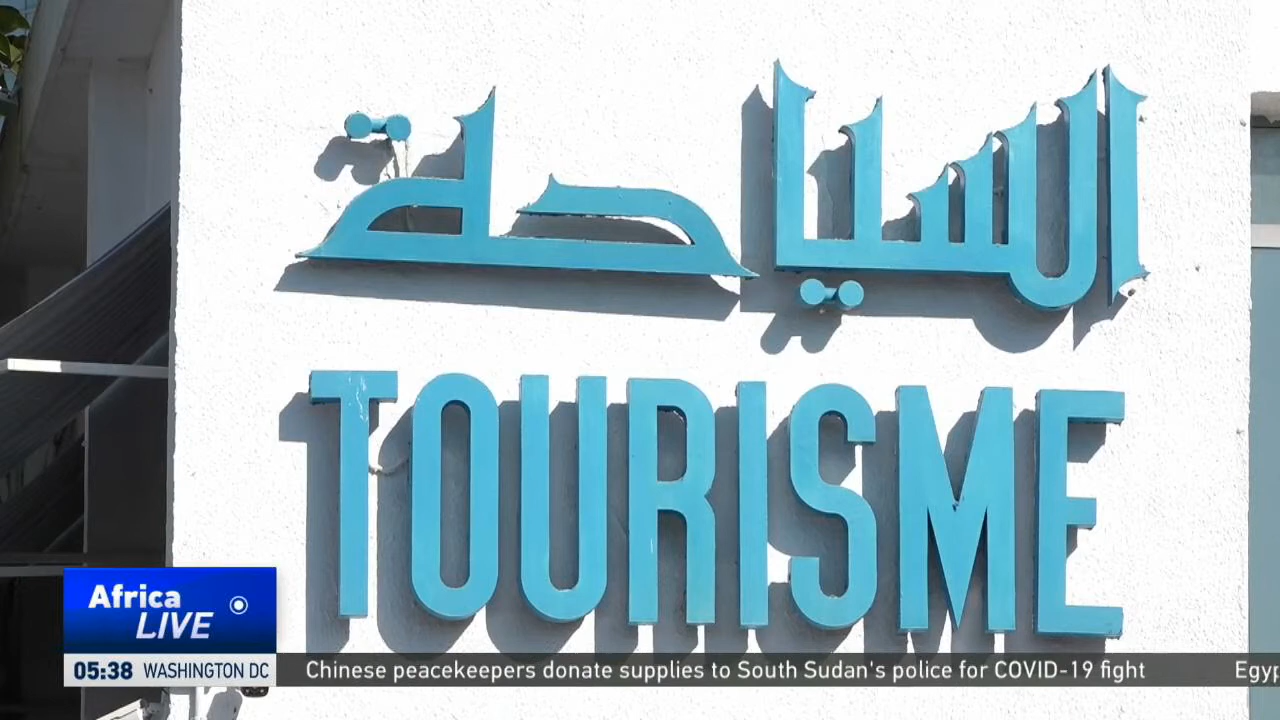 السياحة
TOURISME
Africa
LIVE
05:38 WASHINGTON DC
Chinese peacekeepers donate supplies to South Sudan's police for COVID-19 fight